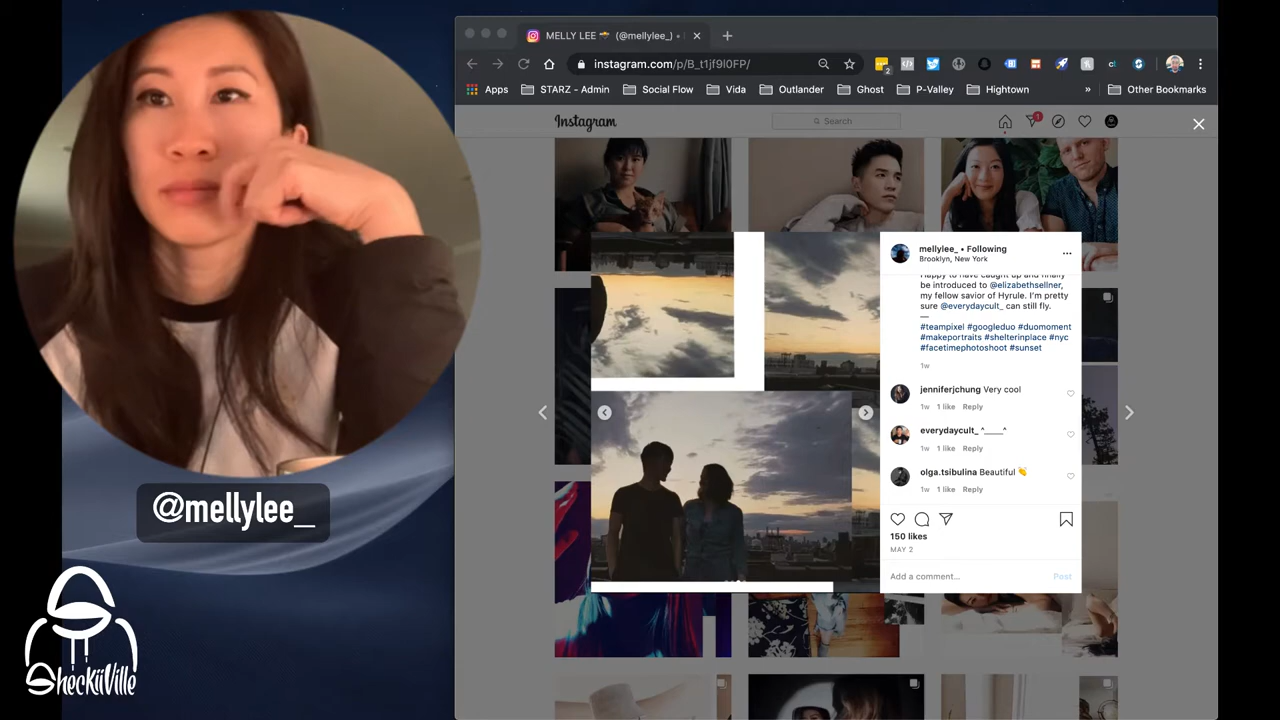 MELLY LEE (@mellylee_) •
instagram.com/p/B_t1jf9l0FP/
2
Apps STARZ - Admin Social Flow Vida Outlander Ghost P-Valley Hightown » Other Bookmarks
Instagram
Search
1
mellylee_ • Following
Brooklyn, New York
Happy to have caught up and finally
be introduced to @elizabethsellner,
my fellow savior of Hyrule. I'm pretty
sure @everydaycult_ can still fly.
—
#teampixel #googleduo #duomoment
#makeportraits #shelterinplace #nyc
#facetimephotoshoot #sunset
1w
jenniferjchung Very cool
1w 1 like Reply
everydaycult_ ^_____^
1w 1 like Reply
olga.tsibulina Beautiful 👏
1w 1 like Reply
150 likes
MAY 2
Add a comment... Post
@mellylee_
SheckiiVille